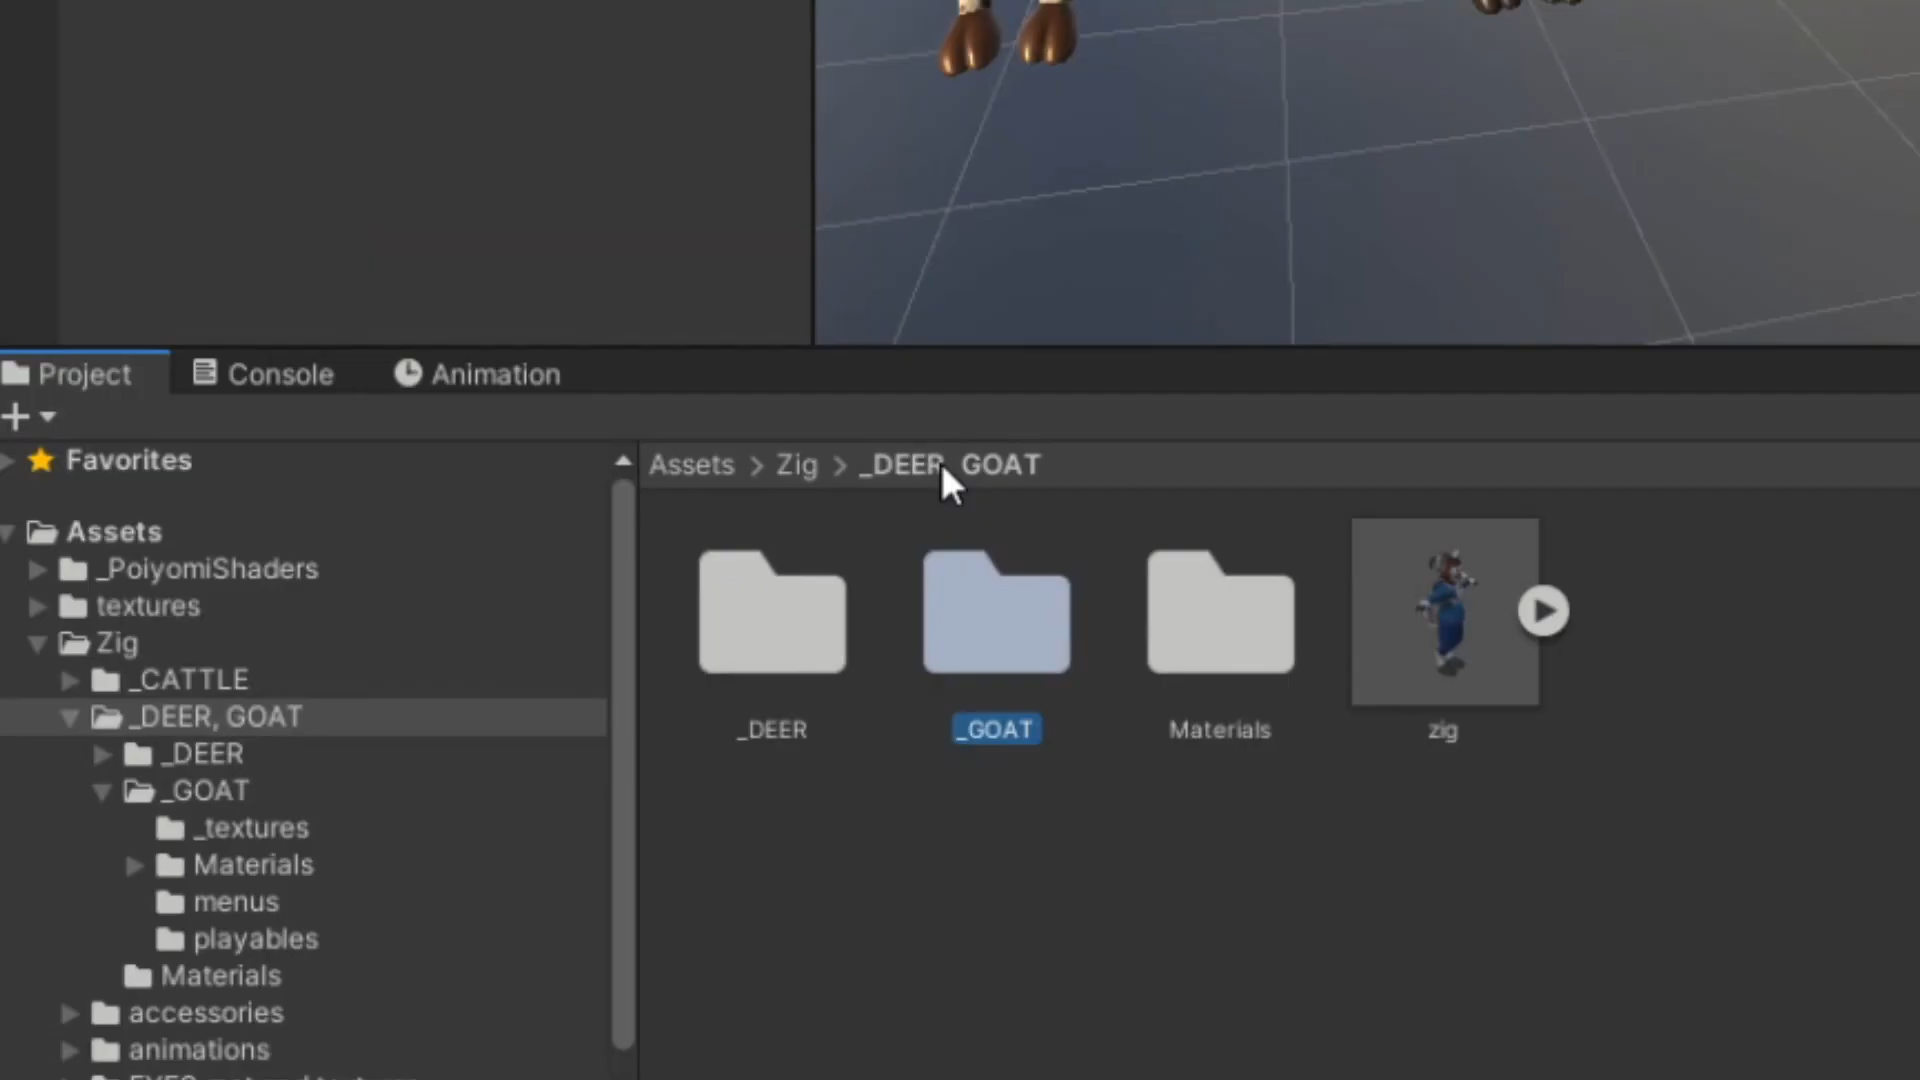 Project Console Animation
Favorites
Assets > Zig > _DEER, GOAT
Assets
_PoiyomiShaders
textures
Zig
_CATTLE
_DEER, GOAT
_DEER
_GOAT
_textures
Materials
menus
playables
Materials
accessories
animations
_DEER
_GOAT
Materials
zig